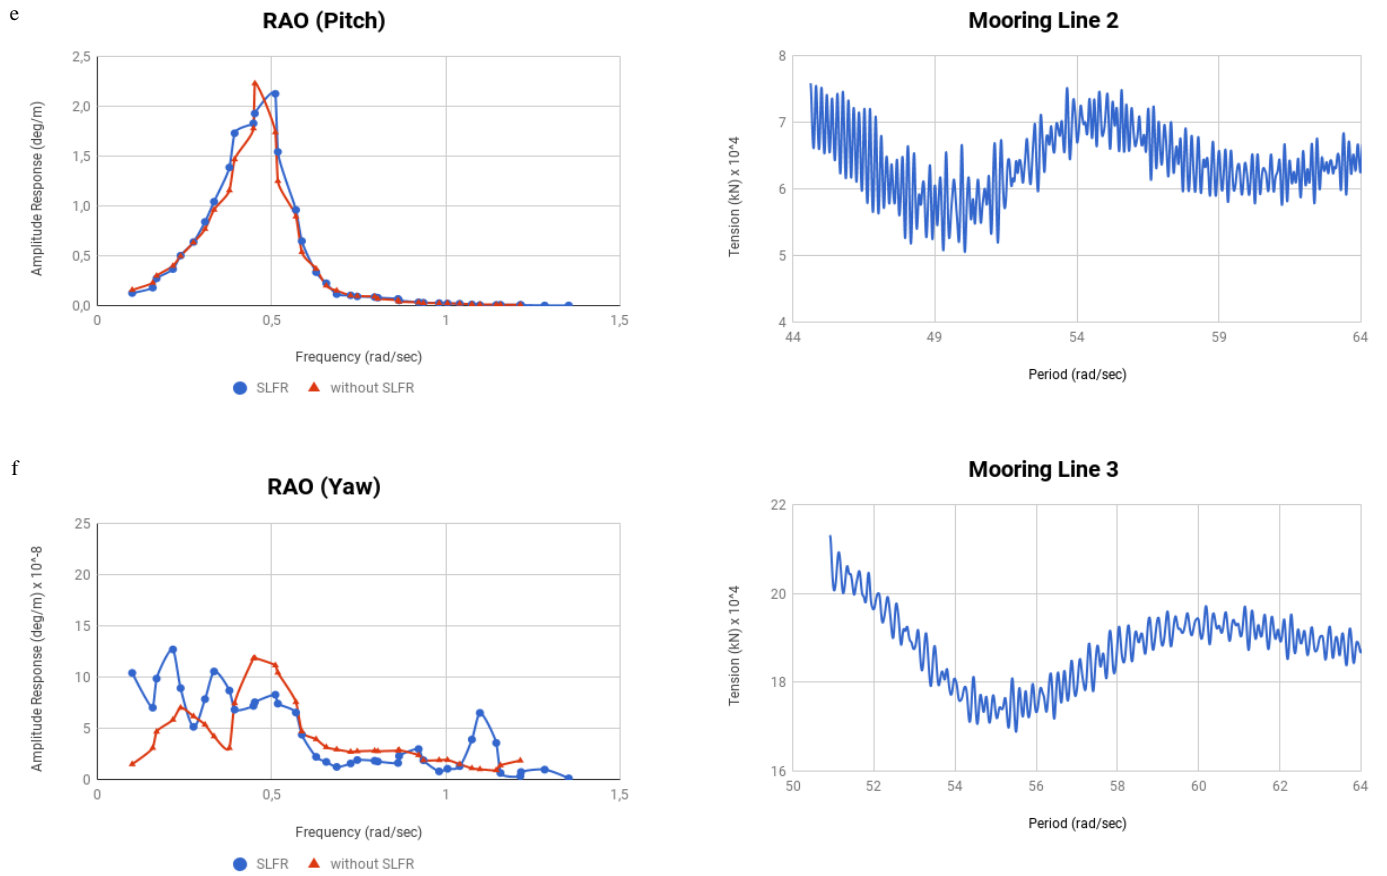 e
RAO (Pitch)
Amplitude Response (deg/m)
2,5
2,0
1,5
1,0
0,5
0,0
0
0,5
1
1,5
Frequency (rad/sec)
SLFR
without SLFR
Mooring Line 2
Tension (kN) x 10^4
8
7
6
5
4
44
49
54
59
64
Period (rad/sec)
f
RAO (Yaw)
Amplitude Response (deg/m) x 10^-8
25
20
15
10
5
0
0
0,5
1
1,5
Frequency (rad/sec)
SLFR
without SLFR
Mooring Line 3
Tension (kN) x 10^4
22
20
18
16
50
52
54
56
58
60
62
64
Period (rad/sec)